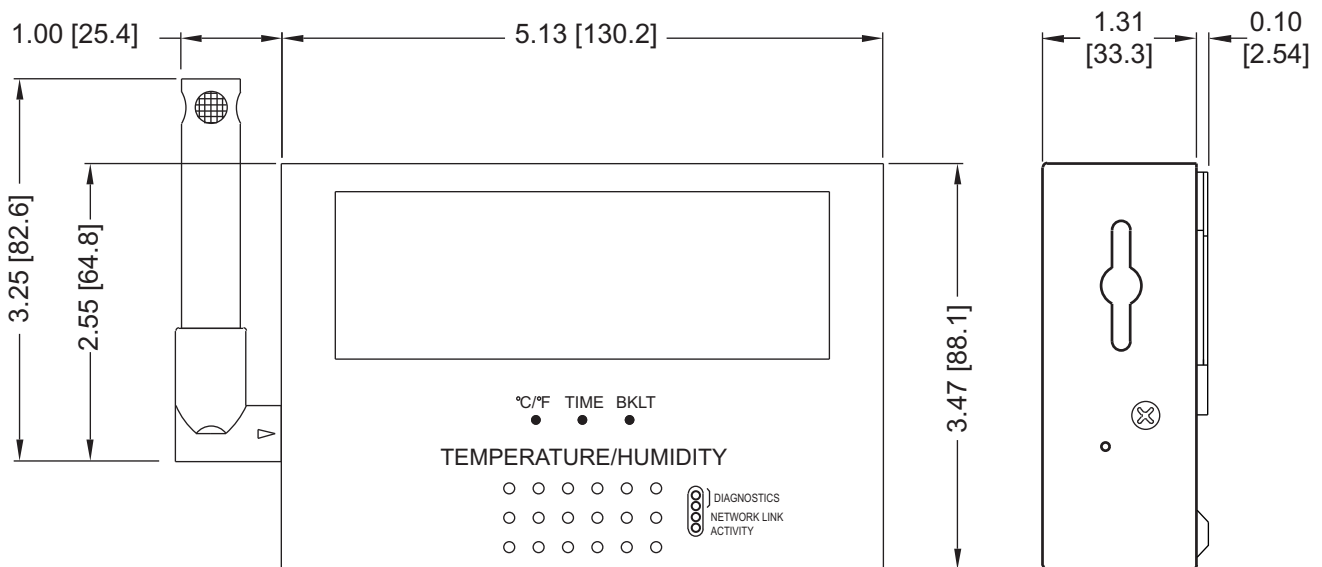 1.00 [25.4]
5.13 [130.2]
1.31
[33.3]
0.10
[2.54]
3.25 [82.6]
2.55 [64.8]
3.47 [88.1]
°C/°F TIME BKLT
TEMPERATURE/HUMIDITY
DIAGNOSTICS
NETWORK LINK
ACTIVITY